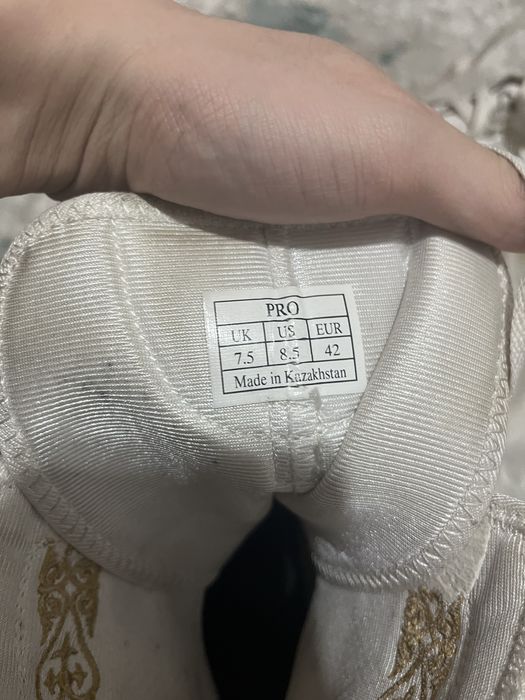 PRO
UK US EUR
7.5 8.5 42
Made in Kazakhstan